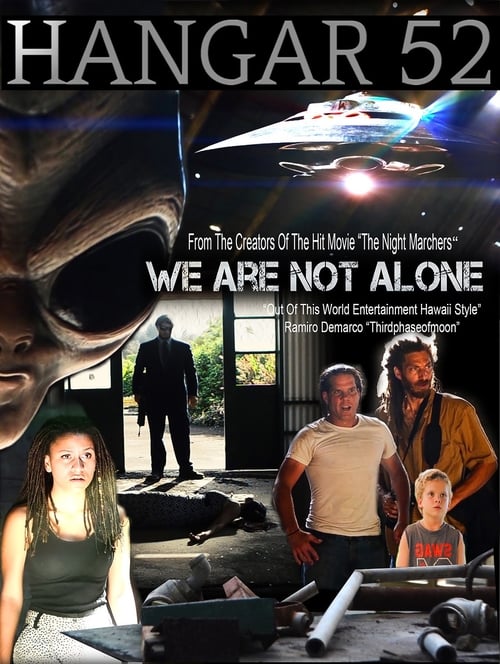 HANGAR 52
From The Creators Of The Hit Movie "The Night Marchers"
WE ARE NOT ALONE
"Out Of This World Entertainment Hawaii Style"
Ramiro Demarco "Thirdphaseofmoon"
DAWS